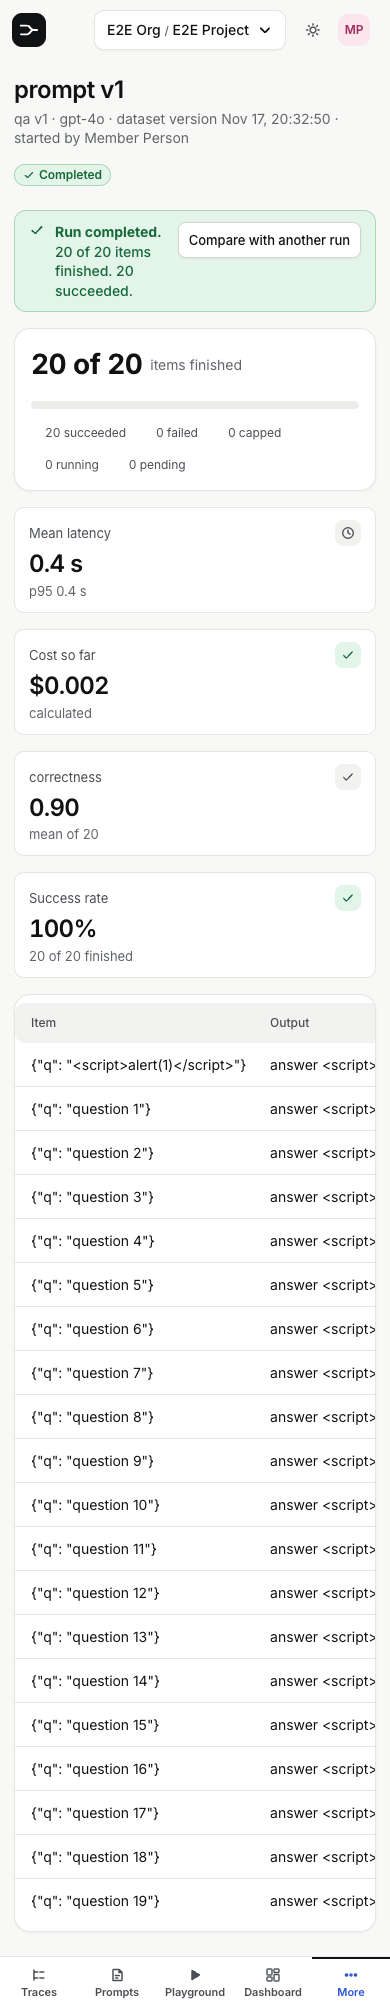 E2E Org / E2E Project
MP
prompt v1
qa v1 · gpt-4o · dataset version Nov 17, 20:32:50 ·
started by Member Person
Completed
Run completed.
20 of 20 items
finished. 20
succeeded.
Compare with another run
20 of 20 items finished
20 succeeded 0 failed 0 capped
0 running 0 pending
Mean latency
0.4 s
p95 0.4 s
Cost so far
$0.002
calculated
correctness
0.90
mean of 20
Success rate
100%
20 of 20 finished
Item Output
{"q": "<script>alert(1)</script>"} answer <script>
{"q": "question 1"} answer <script>
{"q": "question 2"} answer <script>
{"q": "question 3"} answer <script>
{"q": "question 4"} answer <script>
{"q": "question 5"} answer <script>
{"q": "question 6"} answer <script>
{"q": "question 7"} answer <script>
{"q": "question 8"} answer <script>
{"q": "question 9"} answer <script>
{"q": "question 10"} answer <script>
{"q": "question 11"} answer <script>
{"q": "question 12"} answer <script>
{"q": "question 13"} answer <script>
{"q": "question 14"} answer <script>
{"q": "question 15"} answer <script>
{"q": "question 16"} answer <script>
{"q": "question 17"} answer <script>
{"q": "question 18"} answer <script>
{"q": "question 19"} answer <script>
Traces Prompts Playground Dashboard More